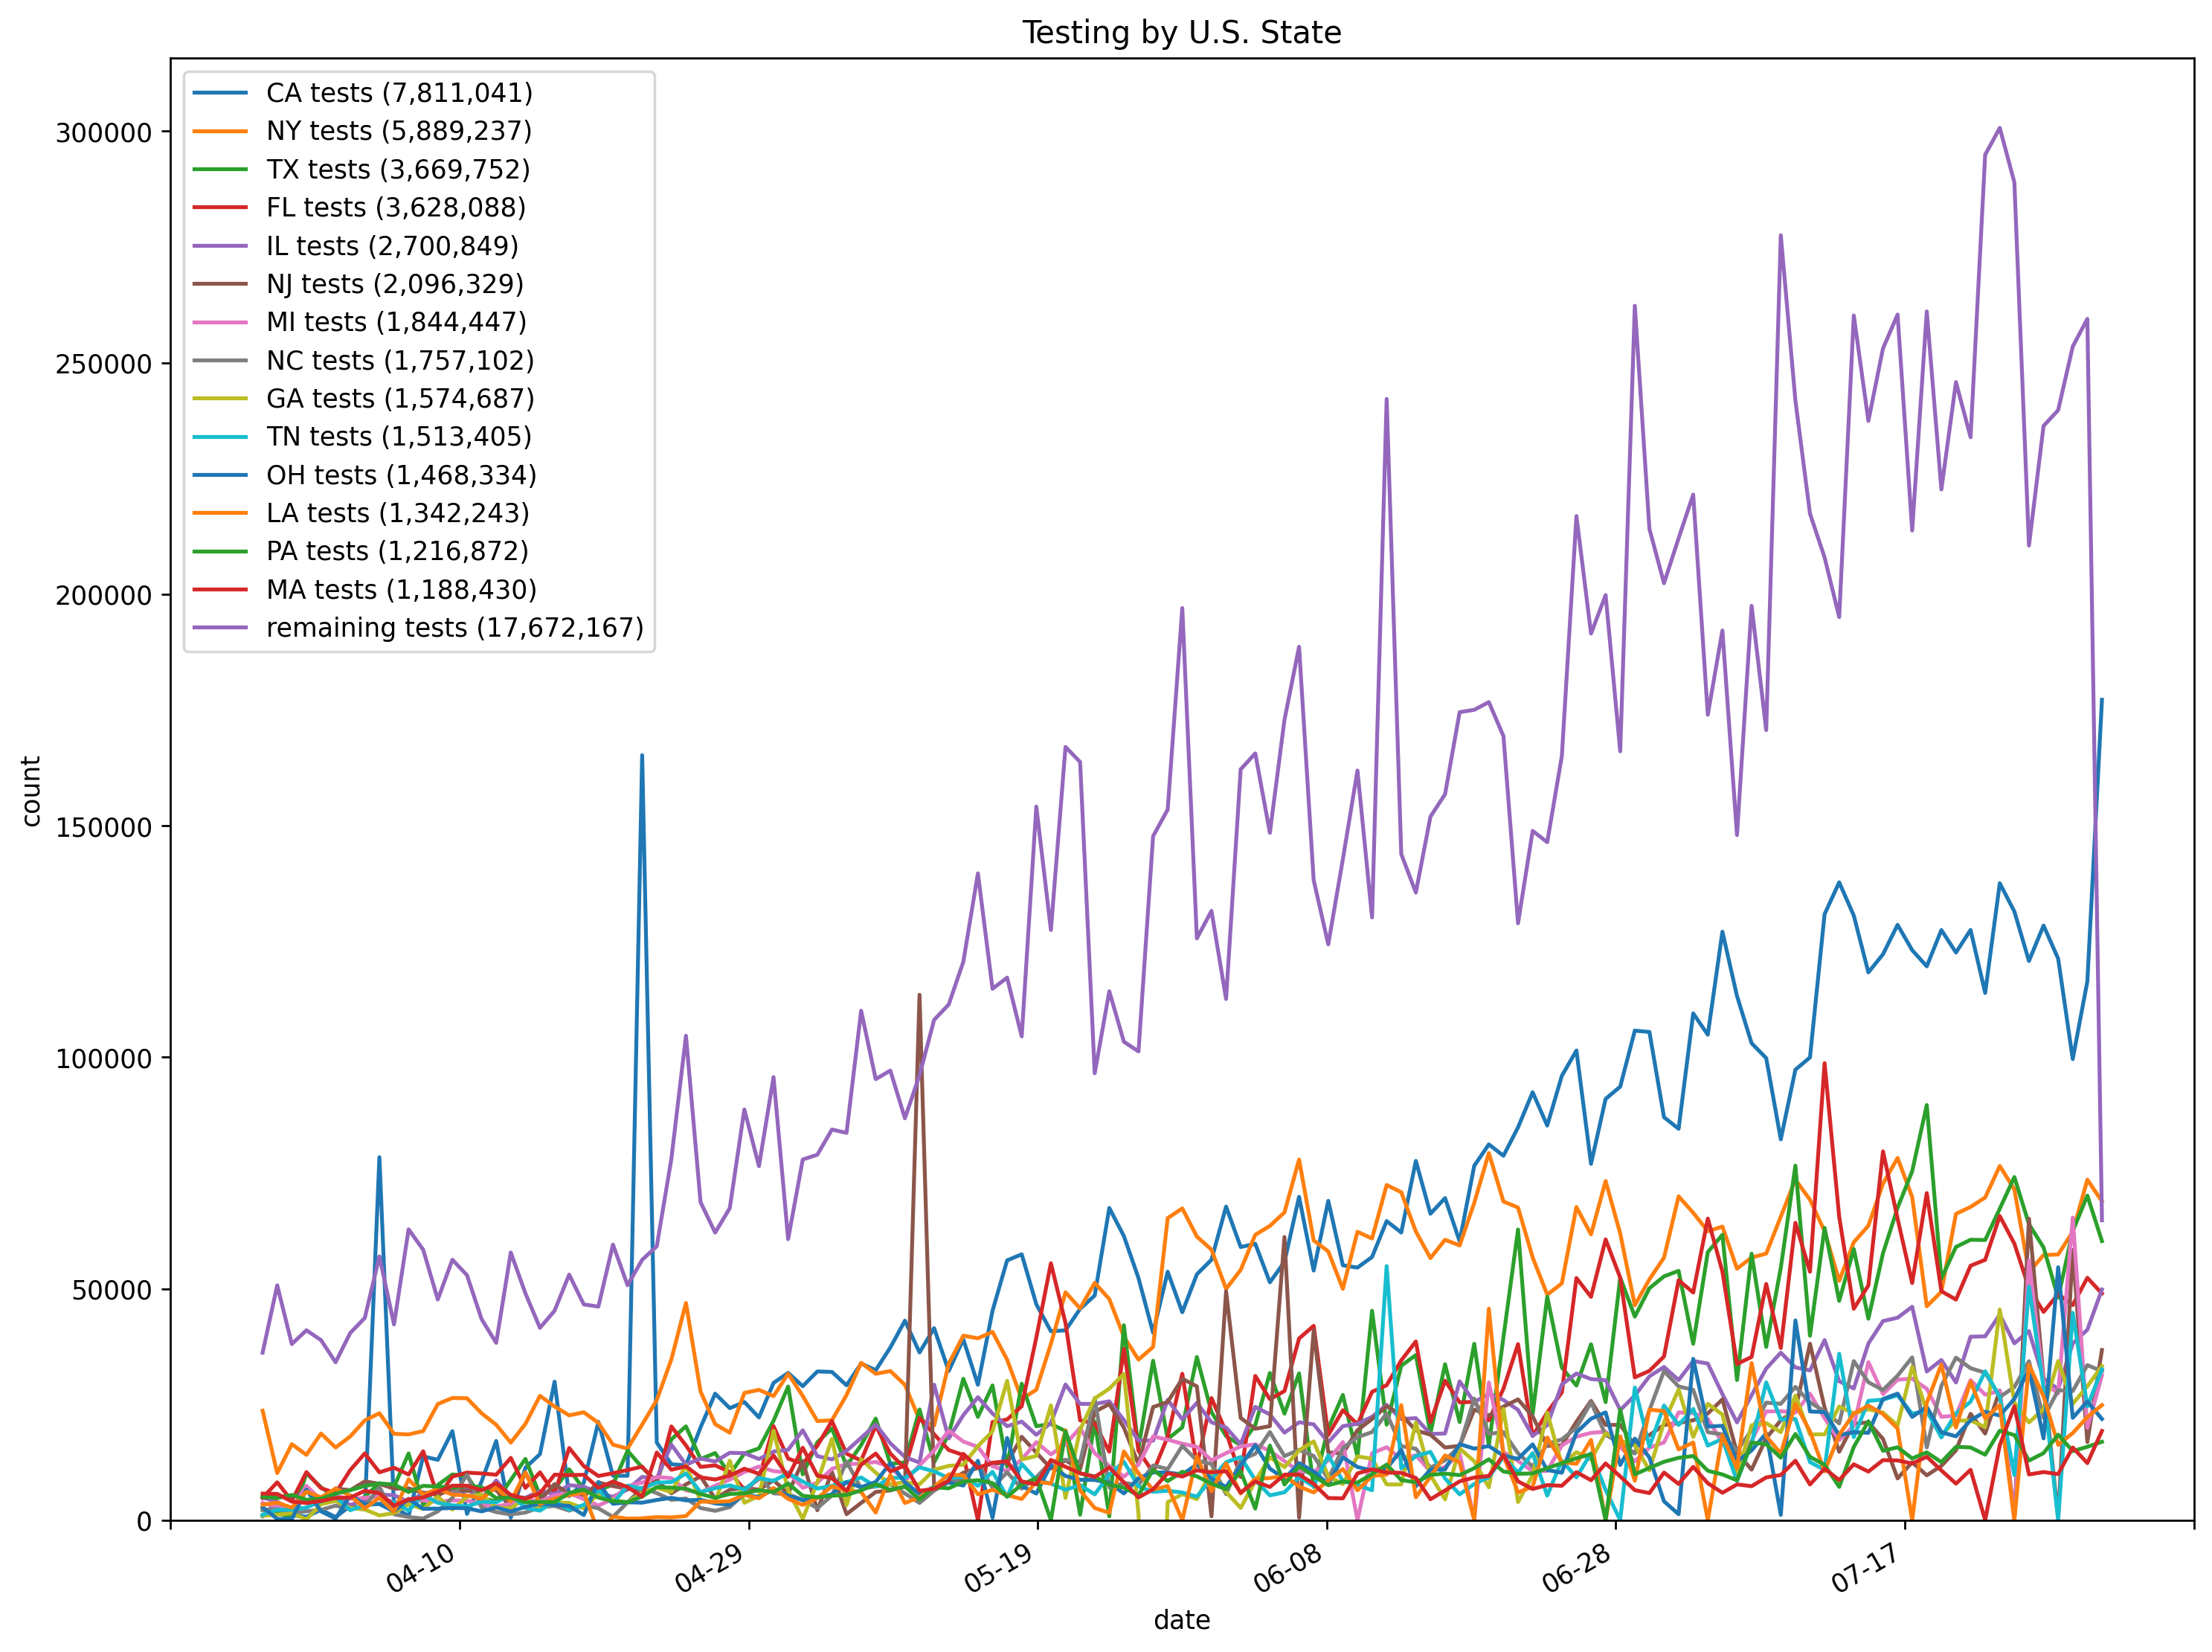 Testing by U.S. State
CA tests (7,811,041)
NY tests (5,889,237)
TX tests (3,669,752)
FL tests (3,628,088)
IL tests (2,700,849)
NJ tests (2,096,329)
MI tests (1,844,447)
NC tests (1,757,102)
GA tests (1,574,687)
TN tests (1,513,405)
OH tests (1,468,334)
LA tests (1,342,243)
PA tests (1,216,872)
MA tests (1,188,430)
remaining tests (17,672,167)
300000
250000
200000
150000
100000
50000
0
count
04-10
04-29
05-19
06-08
06-28
07-17
date